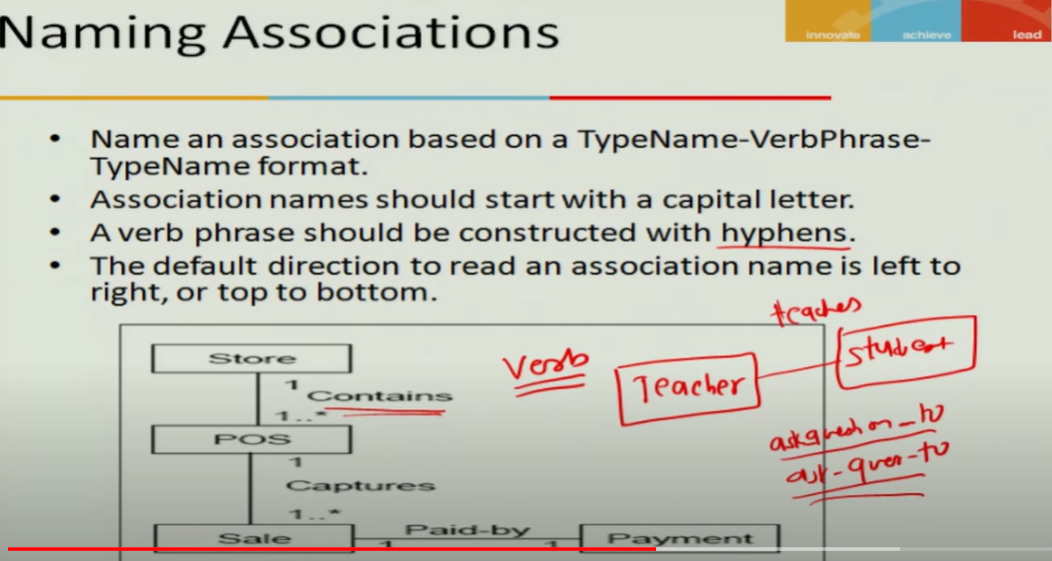 Naming Associations
innovate achieve lead
• Name an association based on a TypeName-VerbPhrase-
TypeName format.
• Association names should start with a capital letter.
• A verb phrase should be constructed with hyphens.
• The default direction to read an association name is left to
right, or top to bottom.
teaches
Store
Verb
Teacher
student
1
Contains
1..*
POS
1
Captures
ask-ques-to
1..*
Sale
1
Paid-by
1
Payment